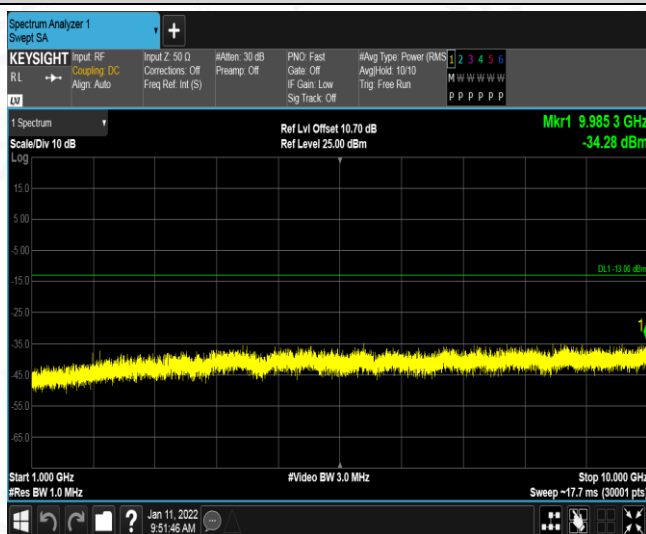 Spectrum Analyzer 1
Swept SA
+
KEYSIGHT
RL
LXI
Input: RF
Coupling: DC
Align: Auto
Input Z: 50 Ω
Corrections: Off
Freq Ref: Int (S)
#Atten: 30 dB
Preamp: Off
PNO: Fast
Gate: Off
IF Gain: Low
Sig Track: Off
#Avg Type: Power (RMS
Avg|Hold: 10/10
Trig: Free Run
1 2 3 4 5 6
M W W W W W
P P P P P P
1 Spectrum
Scale/Div 10 dB
Log
Ref Lvl Offset 10.70 dB
Ref Level 25.00 dBm
Mkr1 9.985 3 GHz
-34.28 dBm
15.0
5.00
-5.00
-15.0
DL1 -13.00 dBm
-25.0
1
-35.0
-45.0
-55.0
-65.0
Start 1.000 GHz
#Res BW 1.0 MHz
#Video BW 3.0 MHz
Stop 10.000 GHz
Sweep ~17.7 ms (30001 pts)
?
Jan 11, 2022
9:51:46 AM